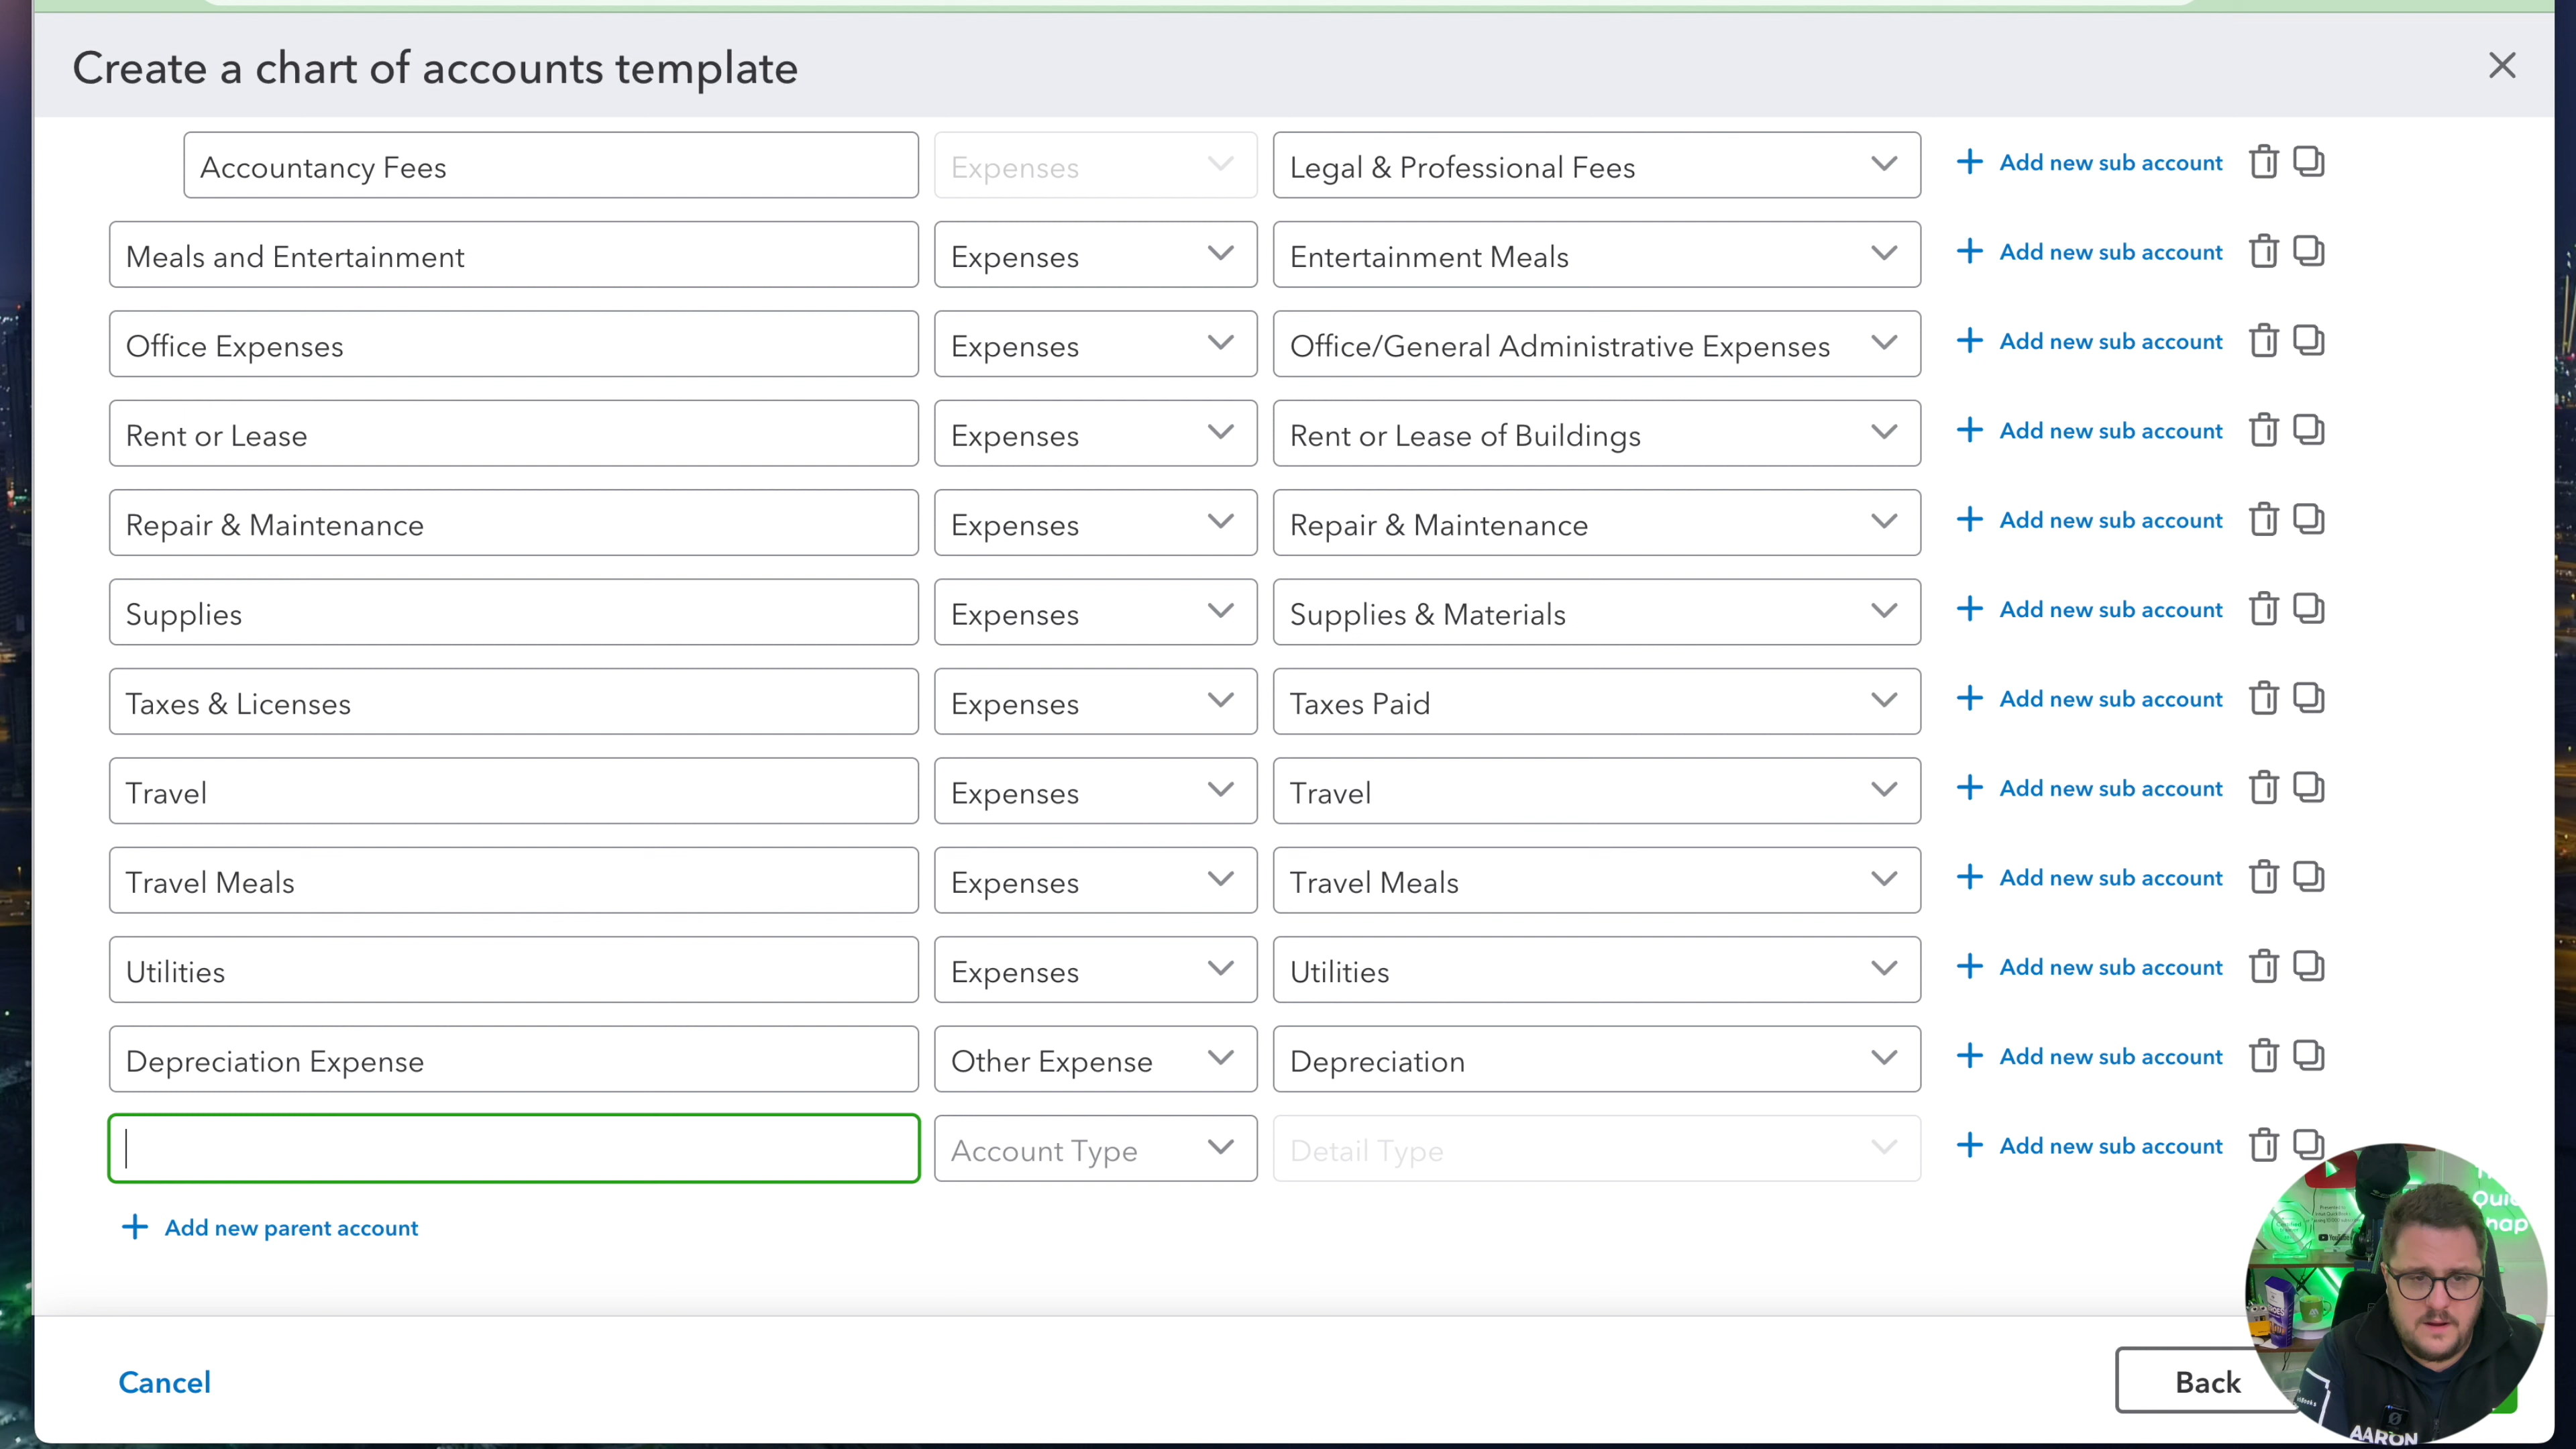 Create a chart of accounts template
Accountancy Fees Expenses Legal & Professional Fees Add new sub account
Meals and Entertainment Expenses Entertainment Meals Add new sub account
Office Expenses Expenses Office/General Administrative Expenses Add new sub account
Rent or Lease Expenses Rent or Lease of Buildings Add new sub account
Repair & Maintenance Expenses Repair & Maintenance Add new sub account
Supplies Expenses Supplies & Materials Add new sub account
Taxes & Licenses Expenses Taxes Paid Add new sub account
Travel Expenses Travel Add new sub account
Travel Meals Expenses Travel Meals Add new sub account
Utilities Expenses Utilities Add new sub account
Depreciation Expense Other Expense Depreciation Add new sub account
Account Type Detail Type Add new sub account
Add new parent account
Cancel Back
AARON